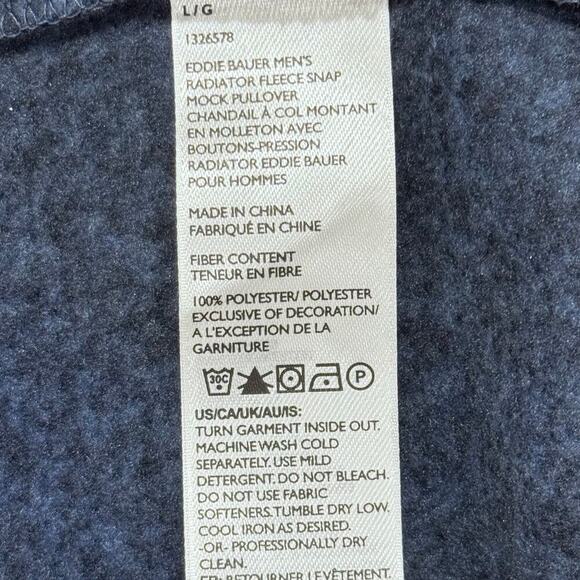 L/G
1326578
EDDIE BAUER MEN'S
RADIATOR FLEECE SNAP
MOCK PULLOVER
CHANDAIL À COL MONTANT
EN MOLLETON AVEC
BOUTONS-PRESSION
RADIATOR EDDIE BAUER
POUR HOMMES
MADE IN CHINA
FABRIQUÉ EN CHINE
FIBER CONTENT
TENEUR EN FIBRE
100% POLYESTER/ POLYESTER
EXCLUSIVE OF DECORATION/
A L'EXCEPTION DE LA
GARNITURE
30C P
US/CA/UK/AU/IS:
TURN GARMENT INSIDE OUT.
MACHINE WASH COLD
SEPARATELY. USE MILD
DETERGENT. DO NOT BLEACH.
DO NOT USE FABRIC
SOFTENERS. TUMBLE DRY LOW.
COOL IRON AS DESIRED.
-OR- PROFESSIONALLY DRY
CLEAN.
FR: RETOURNER LE VÊTEMENT